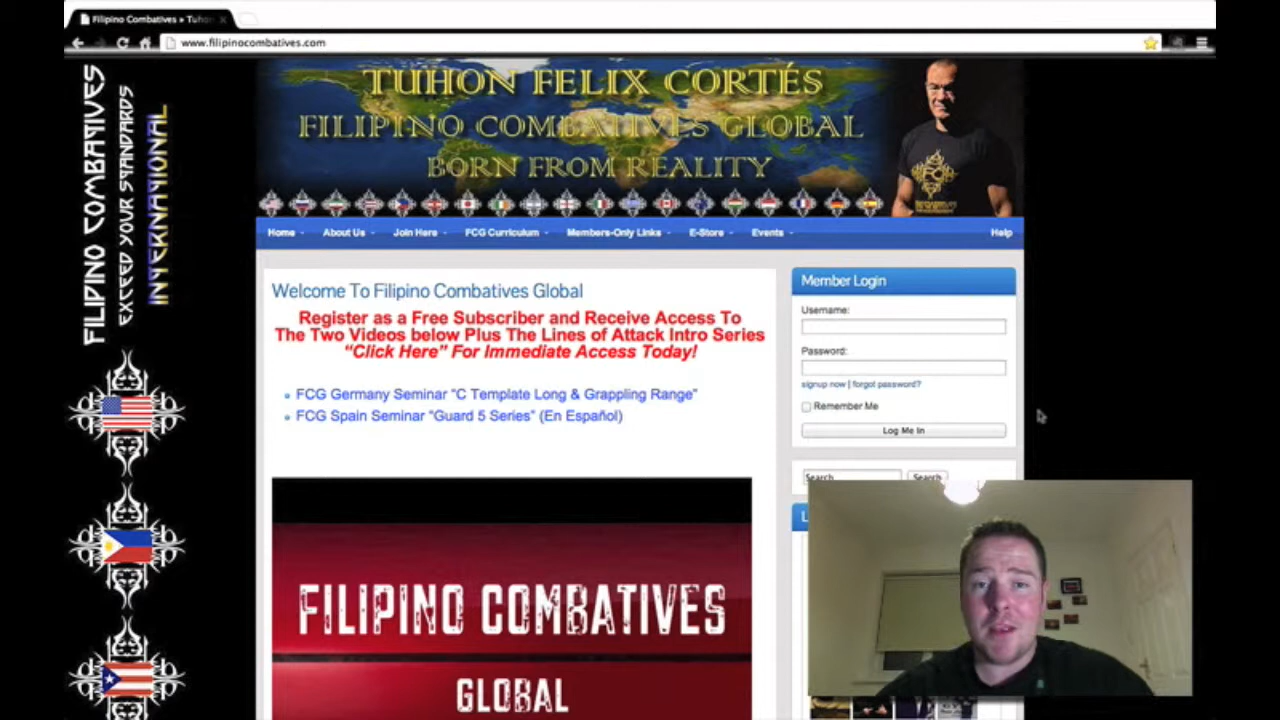 Filipino Combatives » Tuho
www.filipinocombatives.com
FILIPINO COMBATIVES
EXCEED YOUR STANDARDS
INTERNATIONAL
TUHON FELIX CORTÉS
FILIPINO COMBATIVES GLOBAL
BORN FROM REALITY
Home About Us Join Here FCG Curriculum Members-Only Links E-Store Events Help
Welcome To Filipino Combatives Global
Register as a Free Subscriber and Receive Access To
The Two Videos below Plus The Lines of Attack Intro Series
“Click Here” For Immediate Access Today!
FCG Germany Seminar “C Template Long & Grappling Range”
FCG Spain Seminar “Guard 5 Series” (En Español)
FILIPINO COMBATIVES
GLOBAL
Member Login
Username:
Password:
signup now | forgot password?
Remember Me
Log Me In
Search Search